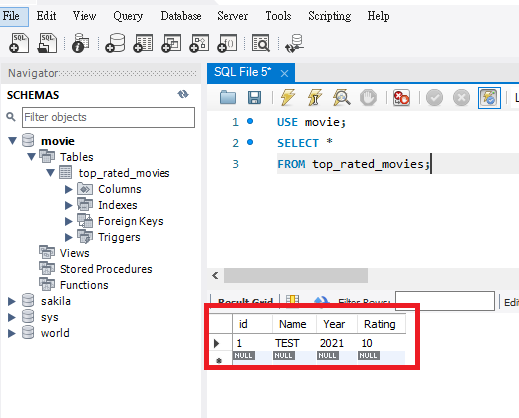 File Edit View Query Database Server Tools Scripting Help
SQL SQL
Navigator
SCHEMAS
Filter objects
movie
Tables
top_rated_movies
Columns
Indexes
Foreign Keys
Triggers
Views
Stored Procedures
Functions
sakila
sys
world
SQL File 5*
1 USE movie;
2 SELECT *
3 FROM top_rated_movies;
Result Grid Filter Rows: Edi
id Name Year Rating
1 TEST 2021 10
NULL NULL NULL NULL